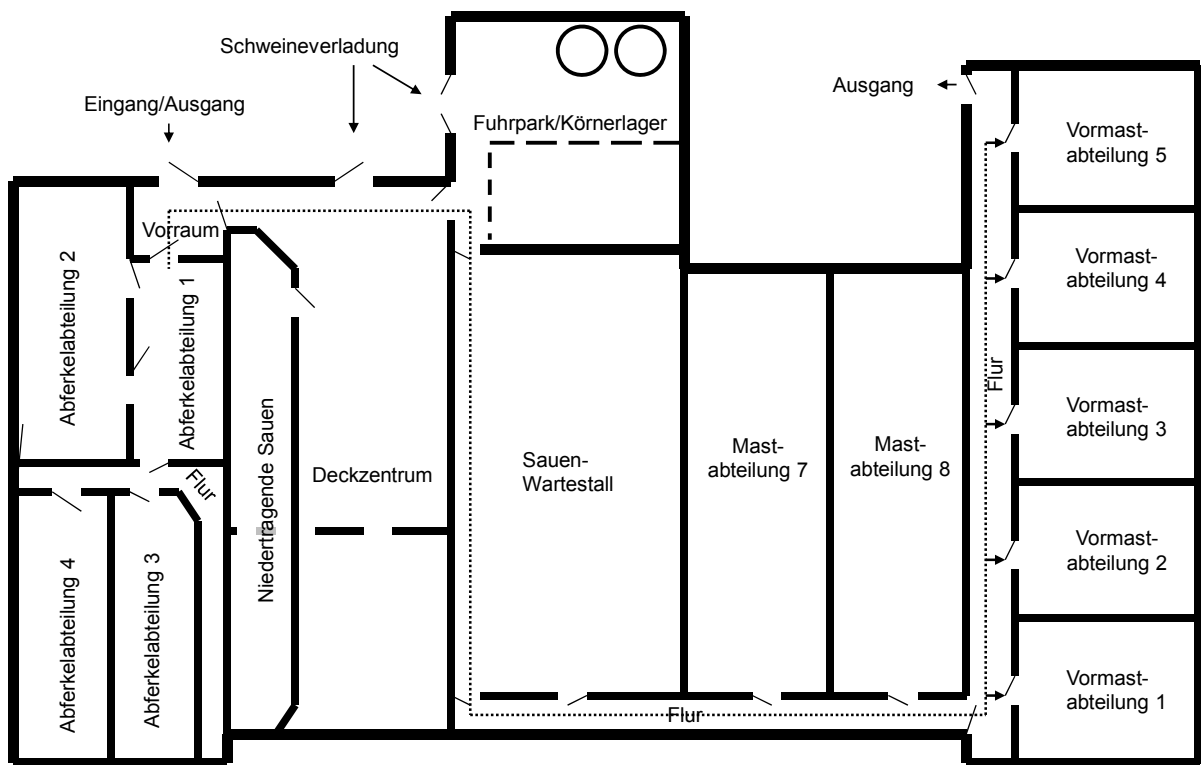 Schweineverladung
Eingang/Ausgang
Ausgang
Fuhrpark/Körnerlager
Vormast-
abteilung 5
Vorraum
Abferkelabteilung 2
Abferkelabteilung 1
Vormast-
abteilung 4
Flur
Vormast-
abteilung 3
Niedertragende Sauen
Deckzentrum
Sauen-
Wartestall
Mast-
abteilung 7
Mast-
abteilung 8
Flur
Vormast-
abteilung 2
Abferkelabteilung 4
Abferkelabteilung 3
Vormast-
abteilung 1
Flur